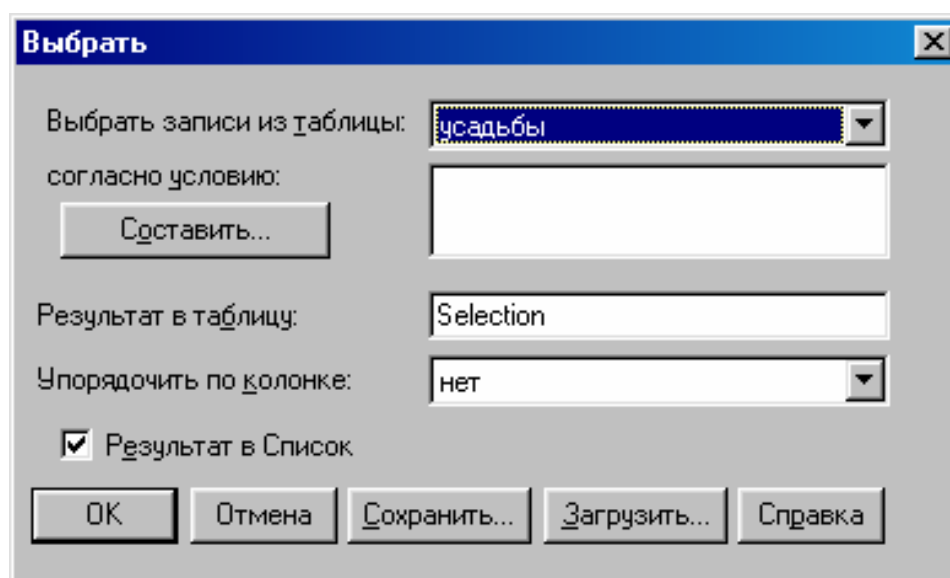 Выбрать
Выбрать записи из таблицы: усадьбы
согласно условию:
Составить...
Результат в таблицу: Selection
Упорядочить по колонке: нет
Результат в Список
OK Отмена Сохранить... Загрузить... Справка